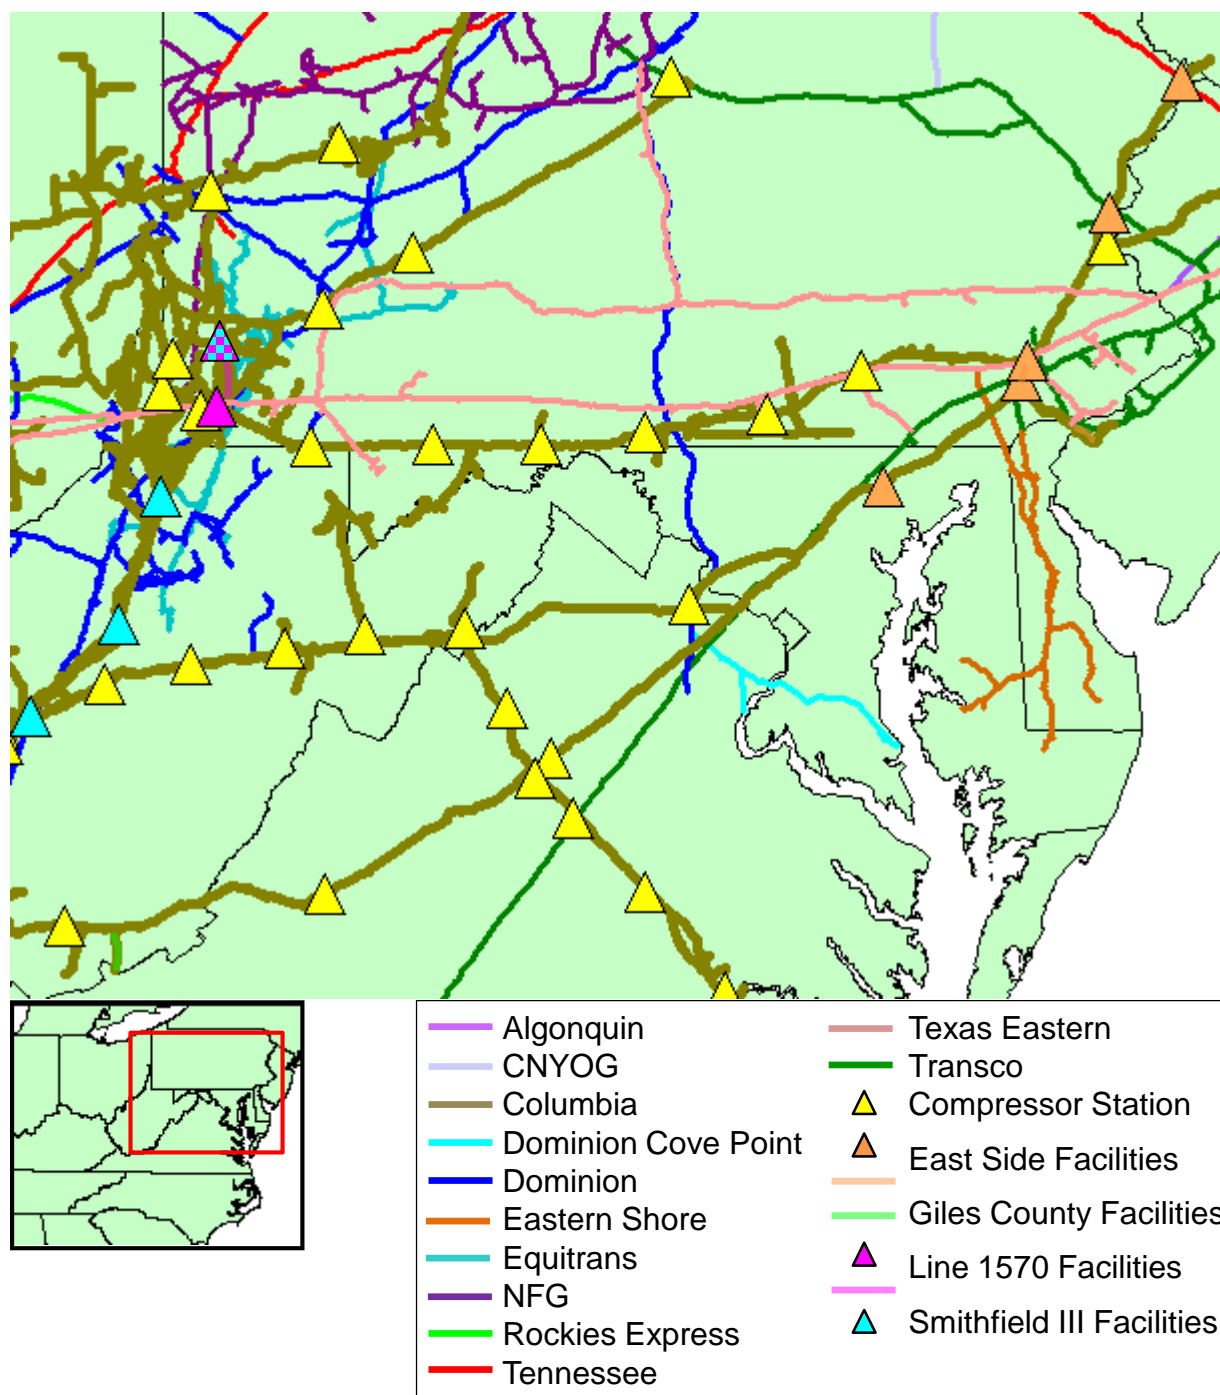 Algonquin
CNYOG
Columbia
Dominion Cove Point
Dominion
Eastern Shore
Equitrans
NFG
Rockies Express
Tennessee
Texas Eastern
Transco
Compressor Station
East Side Facilities
Giles County Facilities
Line 1570 Facilities
Smithfield III Facilities